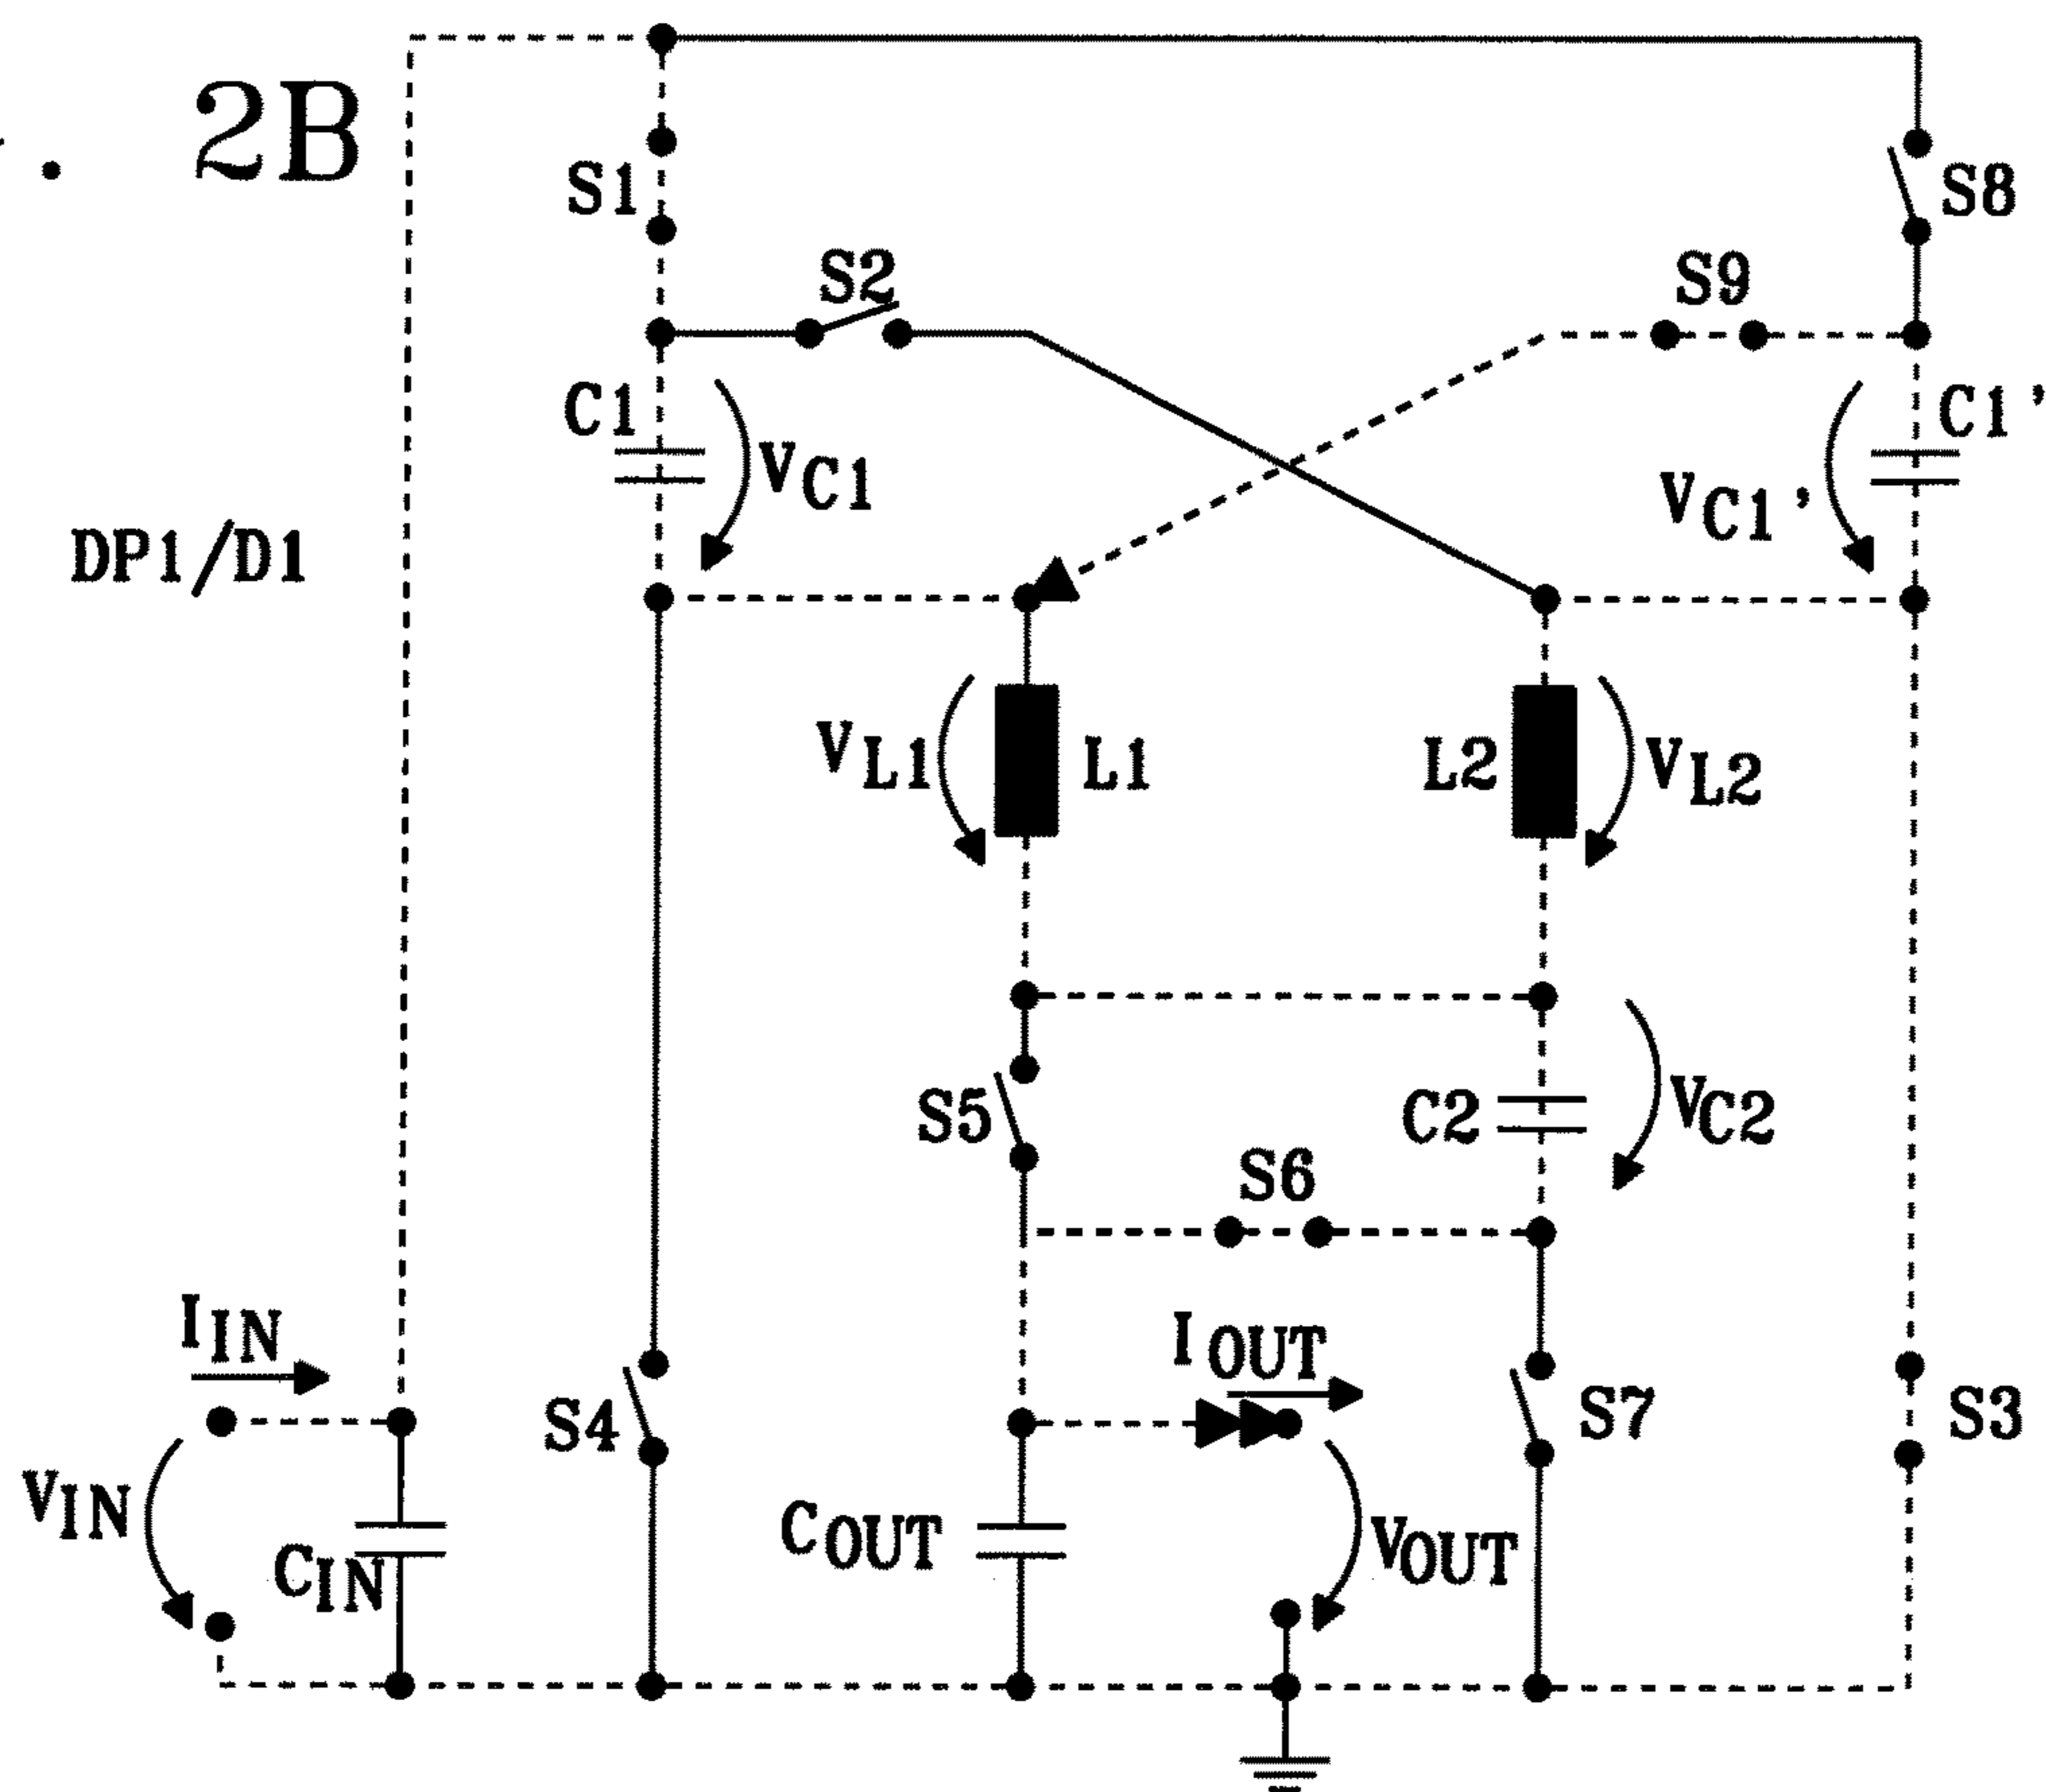 . 2B
S1
S8
S2
S9
C1
VC1
C1'
VC1'
DP1/D1
VL1
L1
L2
VL2
S5
C2
VC2
S6
IIN
IOUT
S4
S7
S3
VIN
CIN
COUT
VOUT